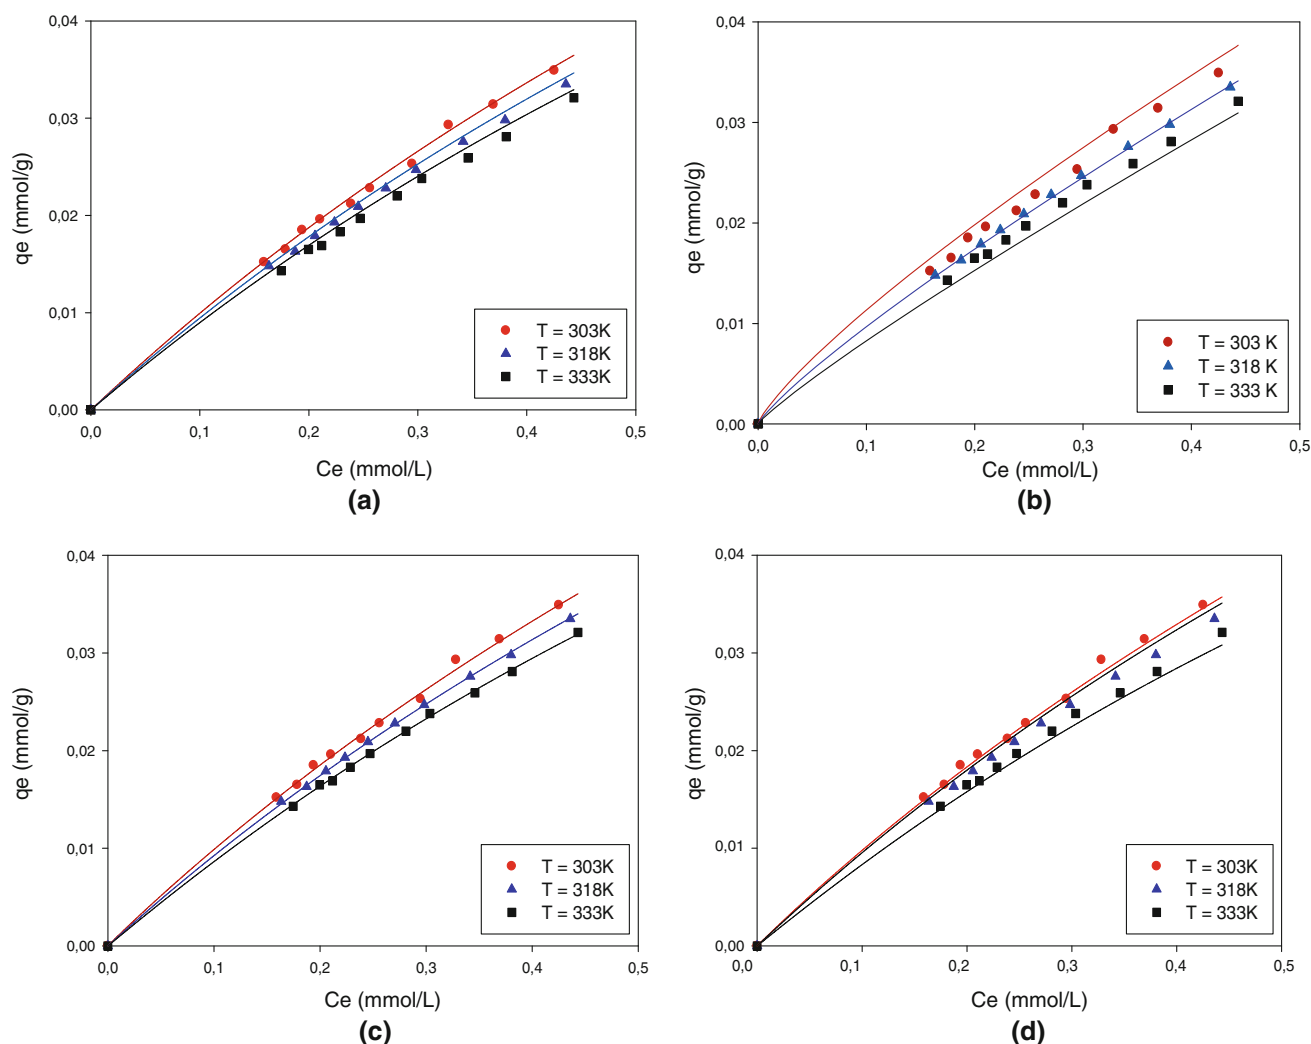 0,04
0,03
0,02
0,01
0,00
qe (mmol/g)
T = 303K
T = 318K
T = 333K
0,0 0,1 0,2 0,3 0,4 0,5
Ce (mmol/L)
(a)
0,04
0,03
0,02
0,01
0,00
qe (mmol/g)
T = 303 K
T = 318 K
T = 333 K
0,0 0,1 0,2 0,3 0,4 0,5
Ce (mmol/L)
(b)
0,04
0,03
0,02
0,01
0,00
qe (mmol/g)
T = 303K
T = 318K
T = 333K
0,0 0,1 0,2 0,3 0,4 0,5
Ce (mmol/L)
(c)
0,04
0,03
0,02
0,01
0,00
qe (mmol/g)
T = 303K
T = 318K
T = 333K
0,0 0,1 0,2 0,3 0,4 0,5
Ce (mmol/L)
(d)